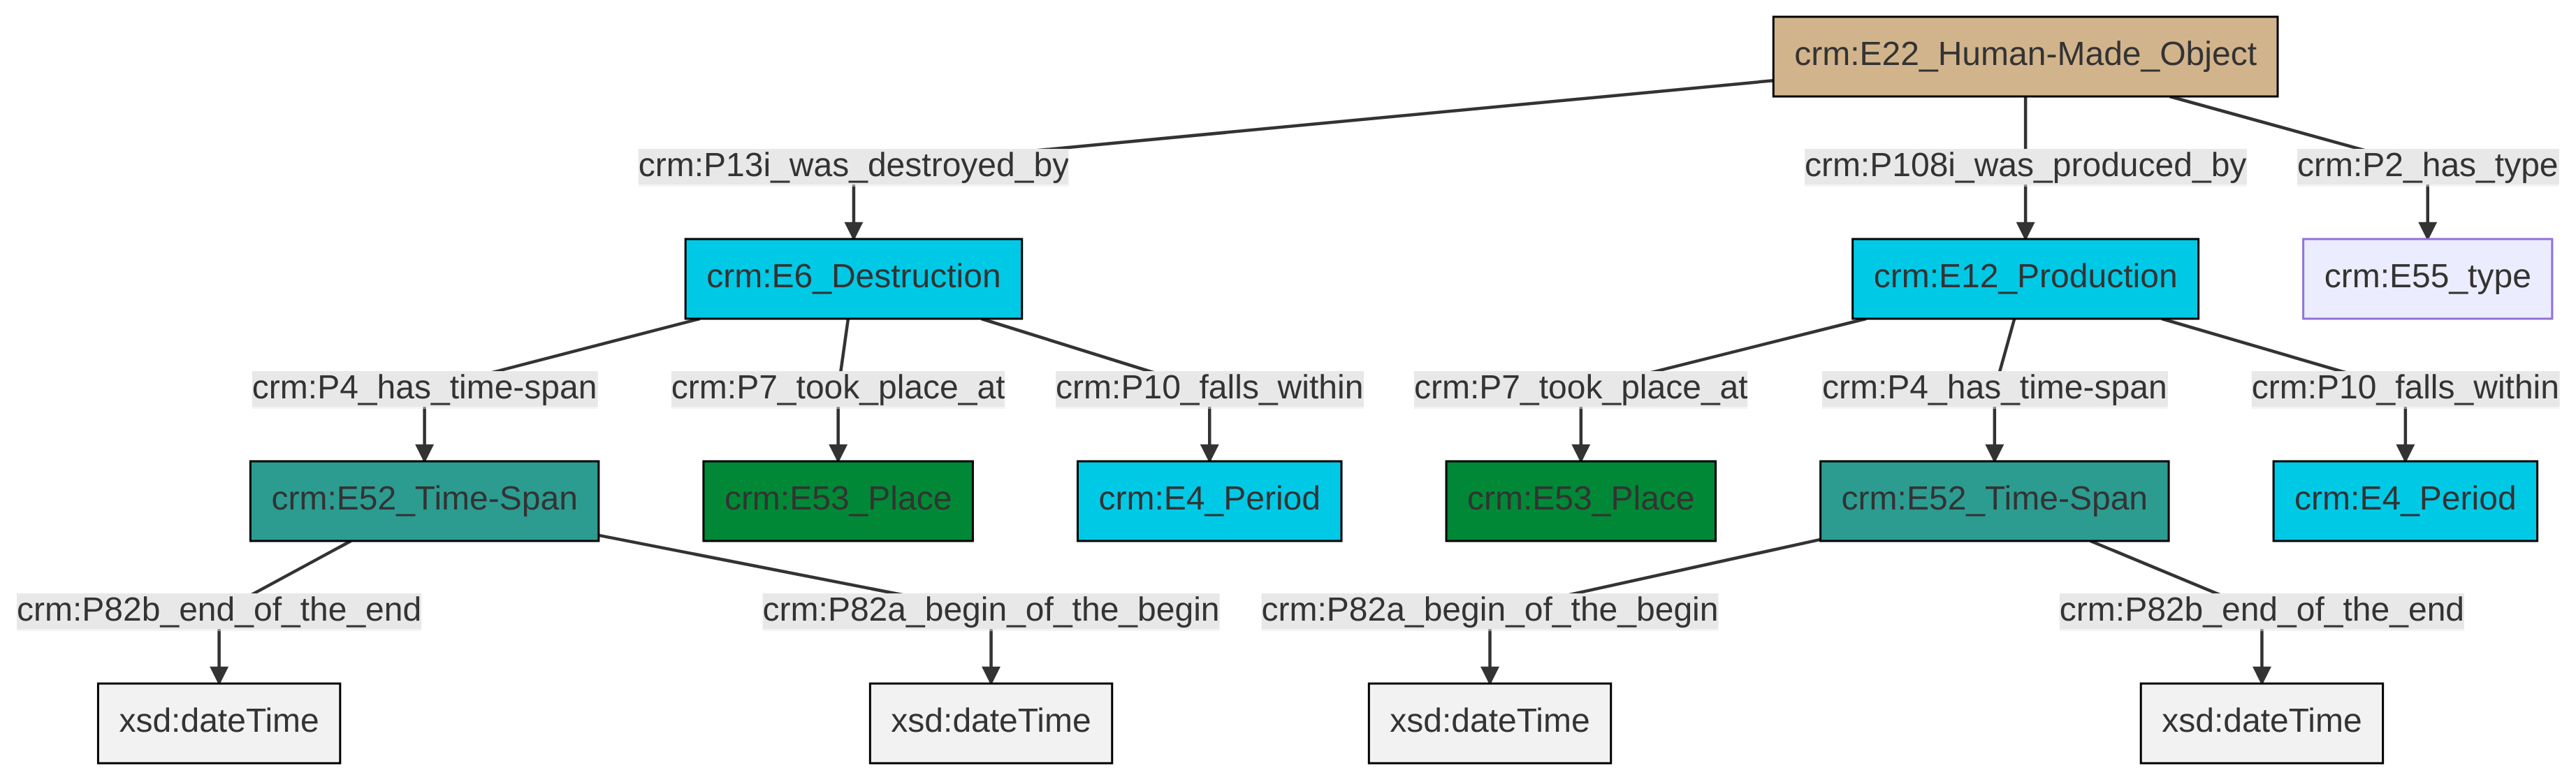 crm:E22_Human-Made_Object
crm:P13i_was_destroyed_by
crm:P108i_was_produced_by
crm:P2_has_type
crm:E6_Destruction
crm:E12_Production
crm:E55_type
crm:P4_has_time-span
crm:P7_took_place_at
crm:P10_falls_within
crm:P7_took_place_at
crm:P4_has_time-span
crm:P10_falls_within
crm:E52_Time-Span
crm:E53_Place
crm:E4_Period
crm:E53_Place
crm:E52_Time-Span
crm:E4_Period
crm:P82b_end_of_the_end
crm:P82a_begin_of_the_begin
crm:P82a_begin_of_the_begin
crm:P82b_end_of_the_end
xsd:dateTime
xsd:dateTime
xsd:dateTime
xsd:dateTime